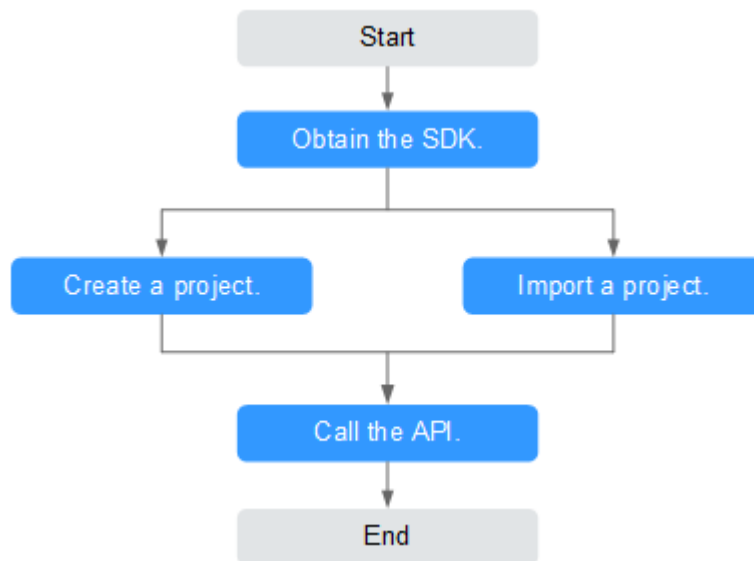 Start
Obtain the SDK.
Create a project.
Import a project.
Call the API.
End